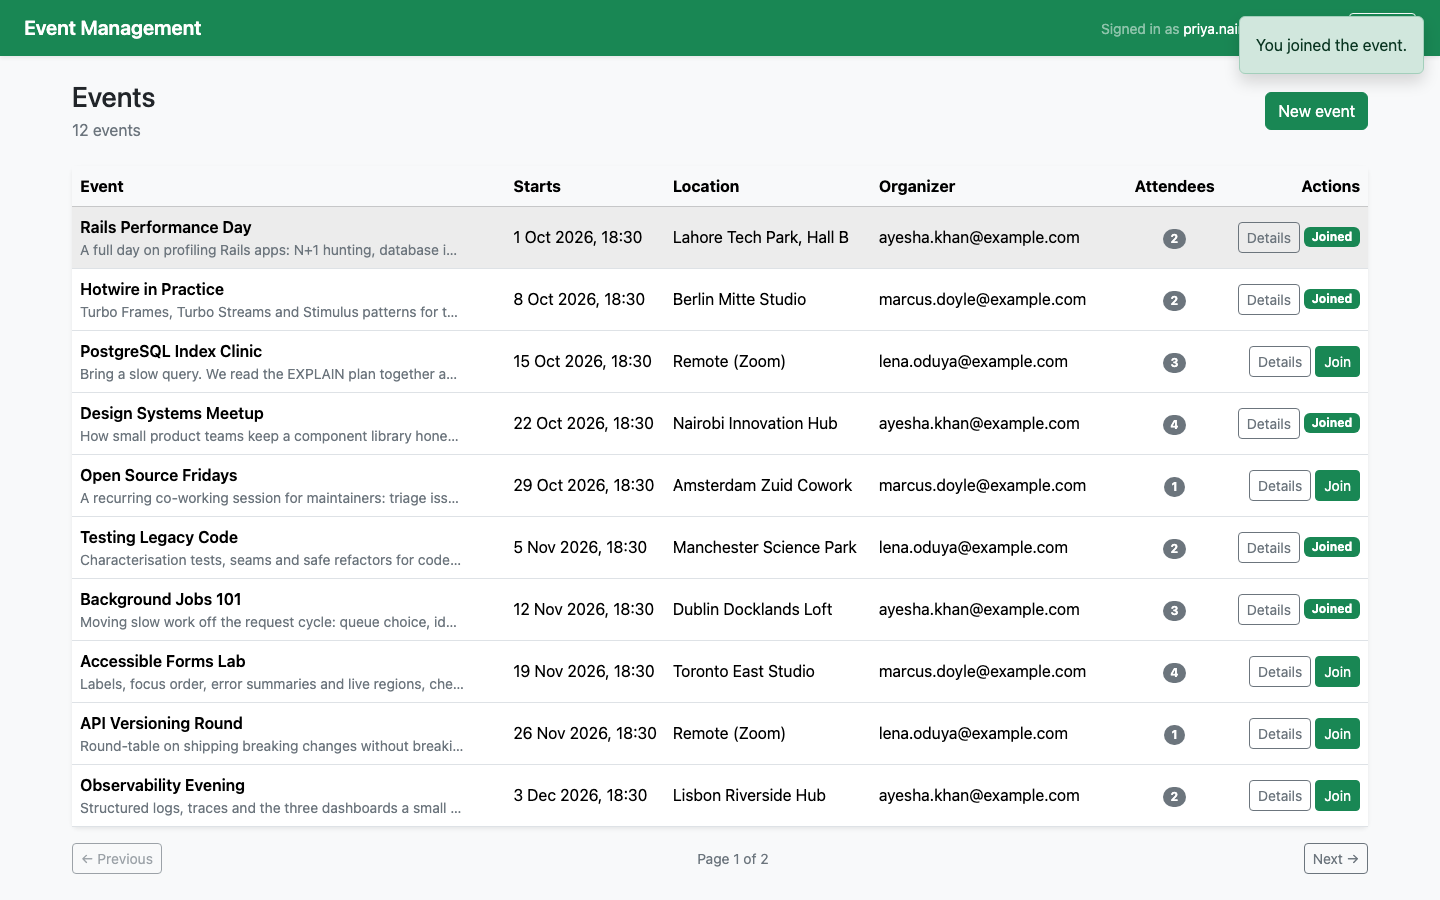 Event Management
Signed in as priya.nai
You joined the event.
Events
12 events
New event
Event Starts Location Organizer Attendees Actions
Rails Performance Day
A full day on profiling Rails apps: N+1 hunting, database i...
1 Oct 2026, 18:30 Lahore Tech Park, Hall B ayesha.khan@example.com 2 Details Joined
Hotwire in Practice
Turbo Frames, Turbo Streams and Stimulus patterns for t...
8 Oct 2026, 18:30 Berlin Mitte Studio marcus.doyle@example.com 2 Details Joined
PostgreSQL Index Clinic
Bring a slow query. We read the EXPLAIN plan together a...
15 Oct 2026, 18:30 Remote (Zoom) lena.oduya@example.com 3 Details Join
Design Systems Meetup
How small product teams keep a component library hone...
22 Oct 2026, 18:30 Nairobi Innovation Hub ayesha.khan@example.com 4 Details Joined
Open Source Fridays
A recurring co-working session for maintainers: triage iss...
29 Oct 2026, 18:30 Amsterdam Zuid Cowork marcus.doyle@example.com 1 Details Join
Testing Legacy Code
Characterisation tests, seams and safe refactors for code...
5 Nov 2026, 18:30 Manchester Science Park lena.oduya@example.com 2 Details Joined
Background Jobs 101
Moving slow work off the request cycle: queue choice, id...
12 Nov 2026, 18:30 Dublin Docklands Loft ayesha.khan@example.com 3 Details Joined
Accessible Forms Lab
Labels, focus order, error summaries and live regions, che...
19 Nov 2026, 18:30 Toronto East Studio marcus.doyle@example.com 4 Details Join
API Versioning Round
Round-table on shipping breaking changes without breaki...
26 Nov 2026, 18:30 Remote (Zoom) lena.oduya@example.com 1 Details Join
Observability Evening
Structured logs, traces and the three dashboards a small ...
3 Dec 2026, 18:30 Lisbon Riverside Hub ayesha.khan@example.com 2 Details Join
← Previous Page 1 of 2 Next →